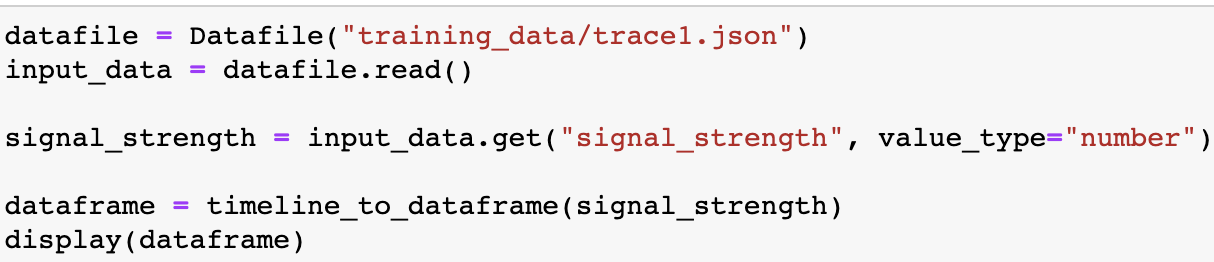 datafile = Datafile("training_data/trace1.json")
input_data = datafile.read()
signal_strength = input_data.get("signal_strength", value_type="number")
dataframe = timeline_to_dataframe(signal_strength)
display(dataframe)